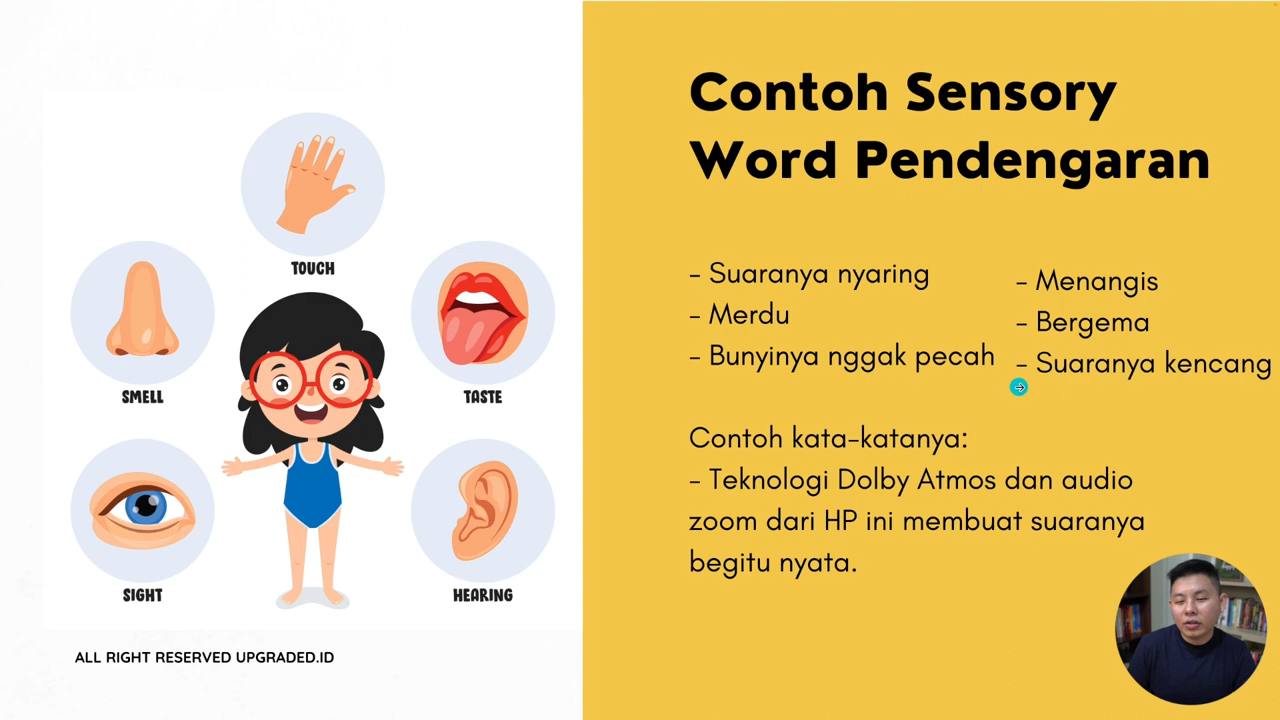 Contoh Sensory
Word Pendengaran
- Suaranya nyaring
- Merdu
- Bunyinya nggak pecah
- Menangis
- Bergema
- Suaranya kencang
Contoh kata-katanya:
- Teknologi Dolby Atmos dan audio
zoom dari HP ini membuat suaranya
begitu nyata.
TOUCH
SMELL
TASTE
SIGHT
HEARING
ALL RIGHT RESERVED UPGRADED.ID